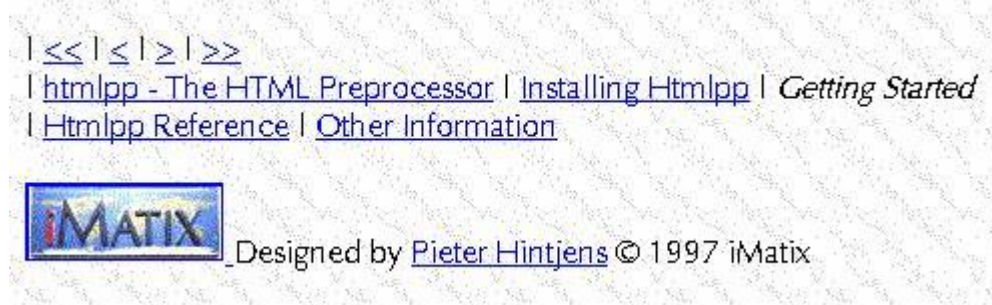 | << | < | > | >>
| htmlpp - The HTML Preprocessor | Installing Htmlpp | Getting Started
| Htmlpp Reference | Other Information
iMATIX Designed by Pieter Hintjens © 1997 iMatix